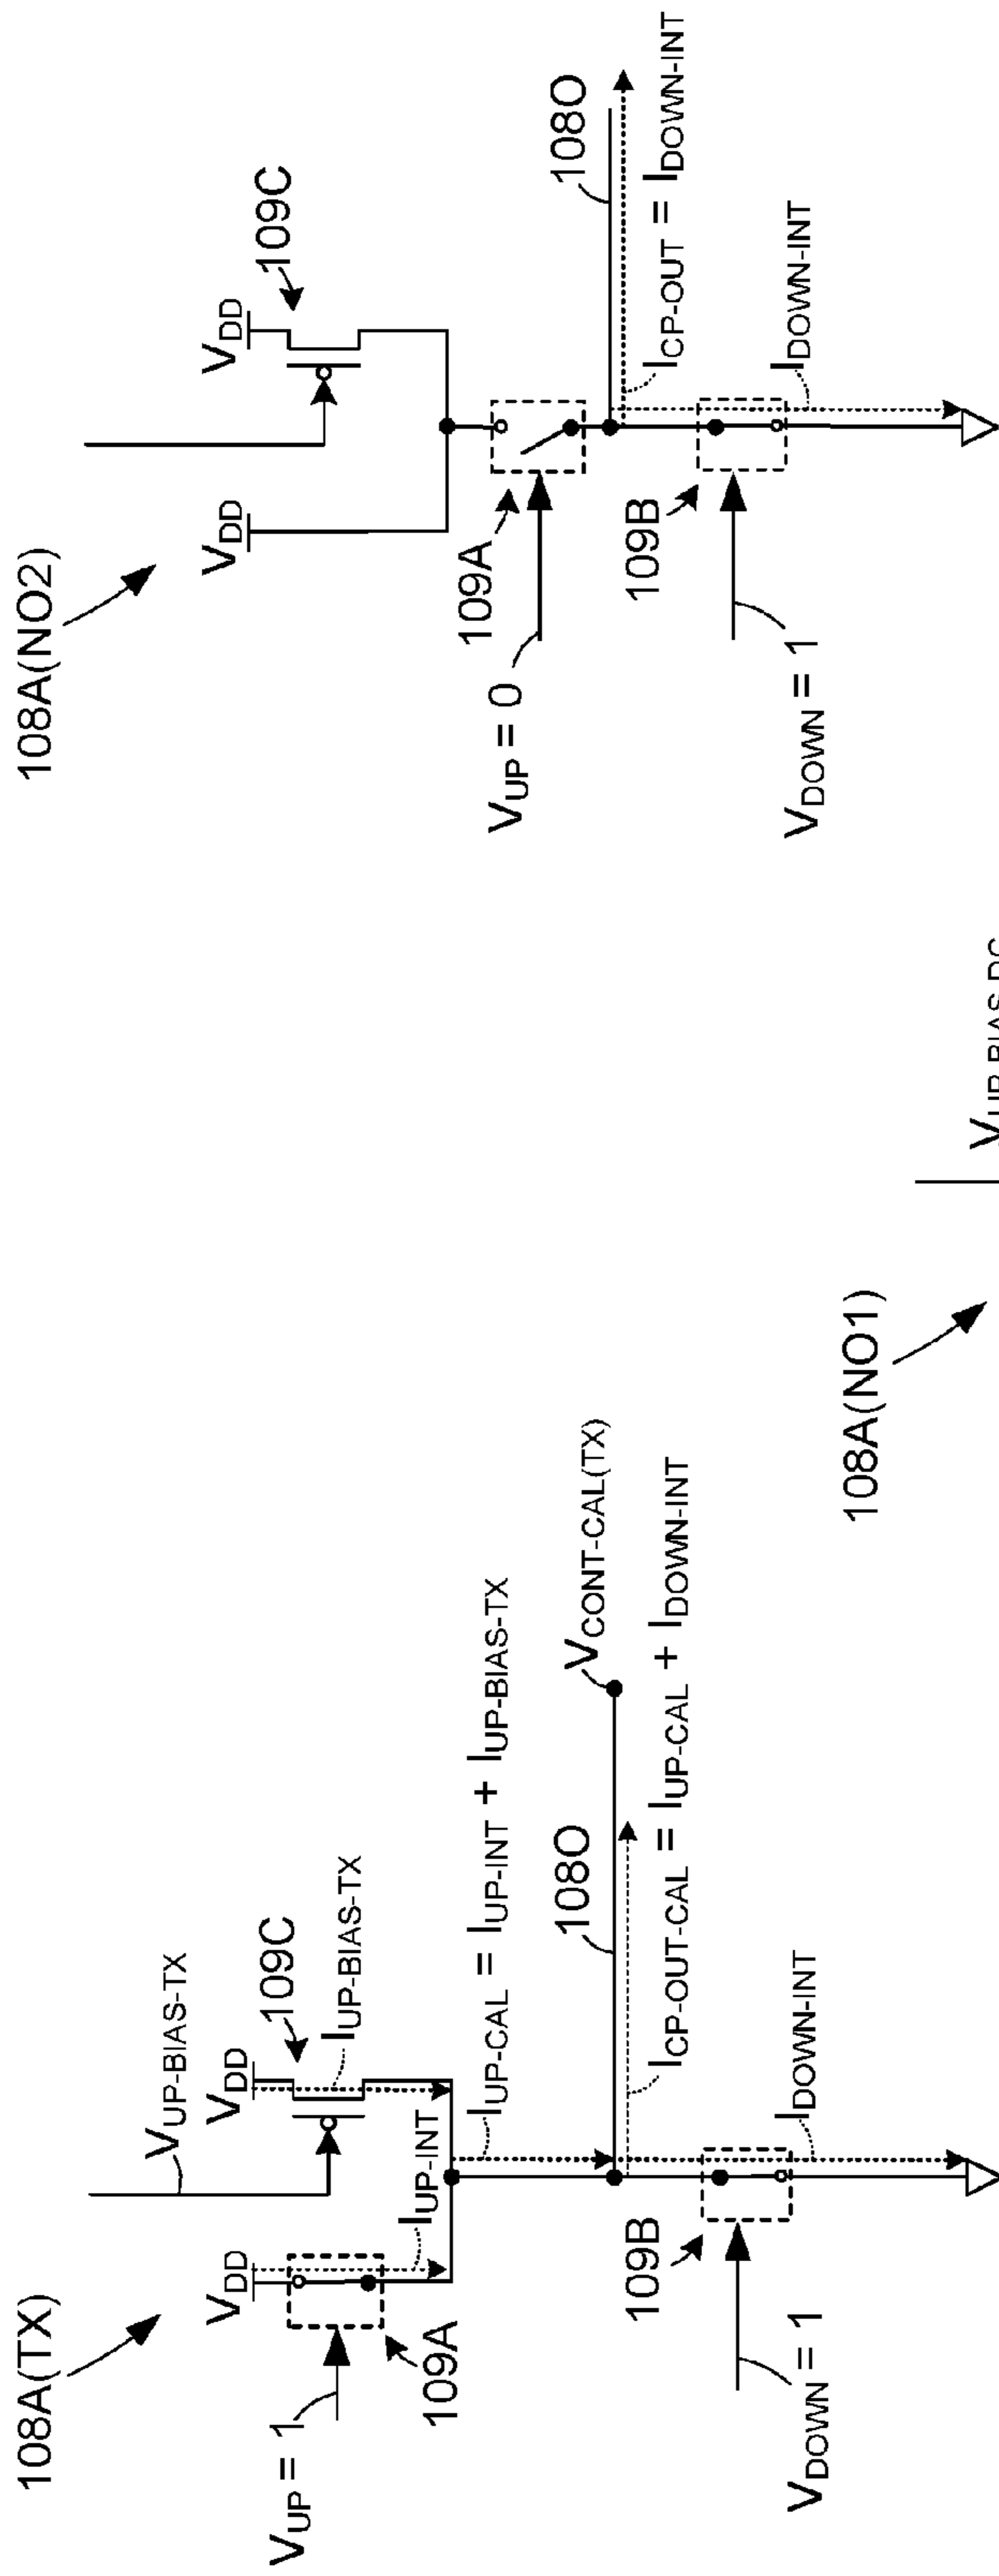 108A(TX)
V_UP-BIAS-TX
V_DD
V_DD
109C
I_UP-BIAS-TX
I_UP-INT
V_UP = 1
109A
I_UP-CAL = I_UP-INT + I_UP-BIAS-TX
108O
V_CONT-CAL(TX)
I_CP-OUT-CAL = I_UP-CAL + I_DOWN-INT
109B
I_DOWN-INT
V_DOWN = 1
108A(NO2)
V_DD
V_DD
109C
109A
V_UP = 0
108O
I_CP-OUT = I_DOWN-INT
109B
I_DOWN-INT
V_DOWN = 1
108A(NO1)
V_UP-BIAS-DC